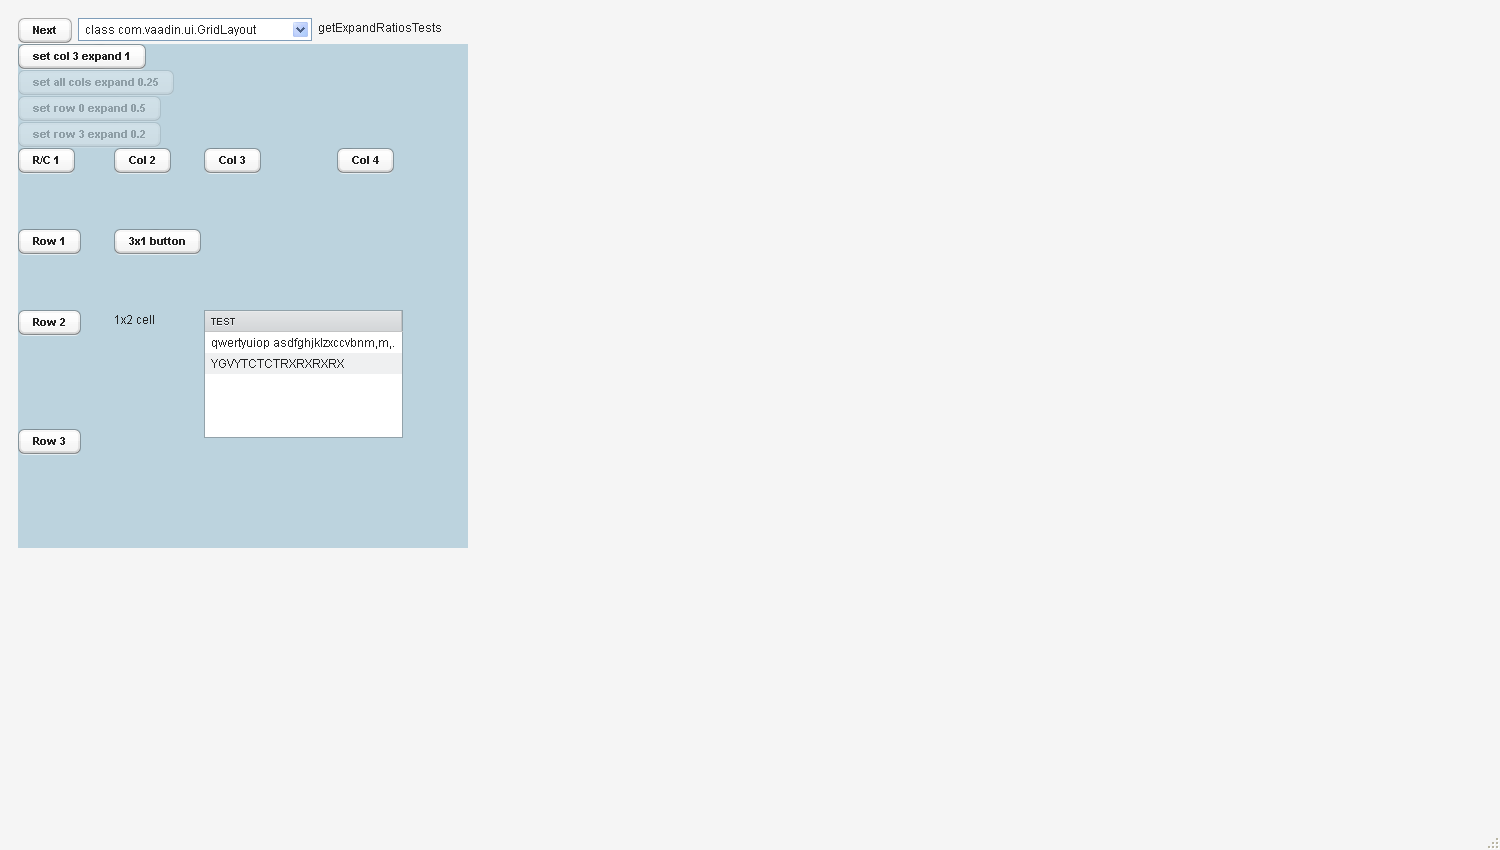 Next class com.vaadin.ui.GridLayout getExpandRatiosTests
set col 3 expand 1
set all cols expand 0.25
set row 0 expand 0.5
set row 3 expand 0.2
R/C 1 Col 2 Col 3 Col 4
Row 1 3x1 button
Row 2 1x2 cell TEST
qwertyuiop asdfghjklzxccvbnm,m,.
YGVYTCTCTRXRXRXRX
Row 3